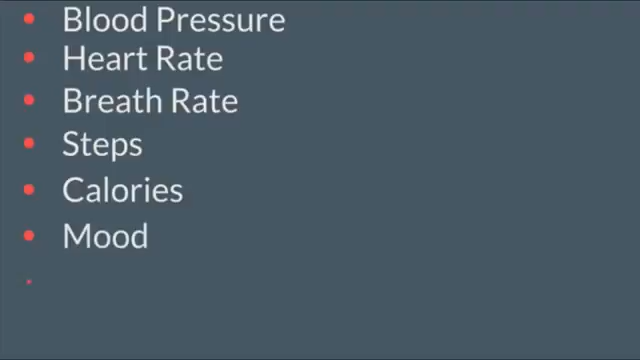 • Blood Pressure
• Heart Rate
• Breath Rate
• Steps
• Calories
• Mood
•